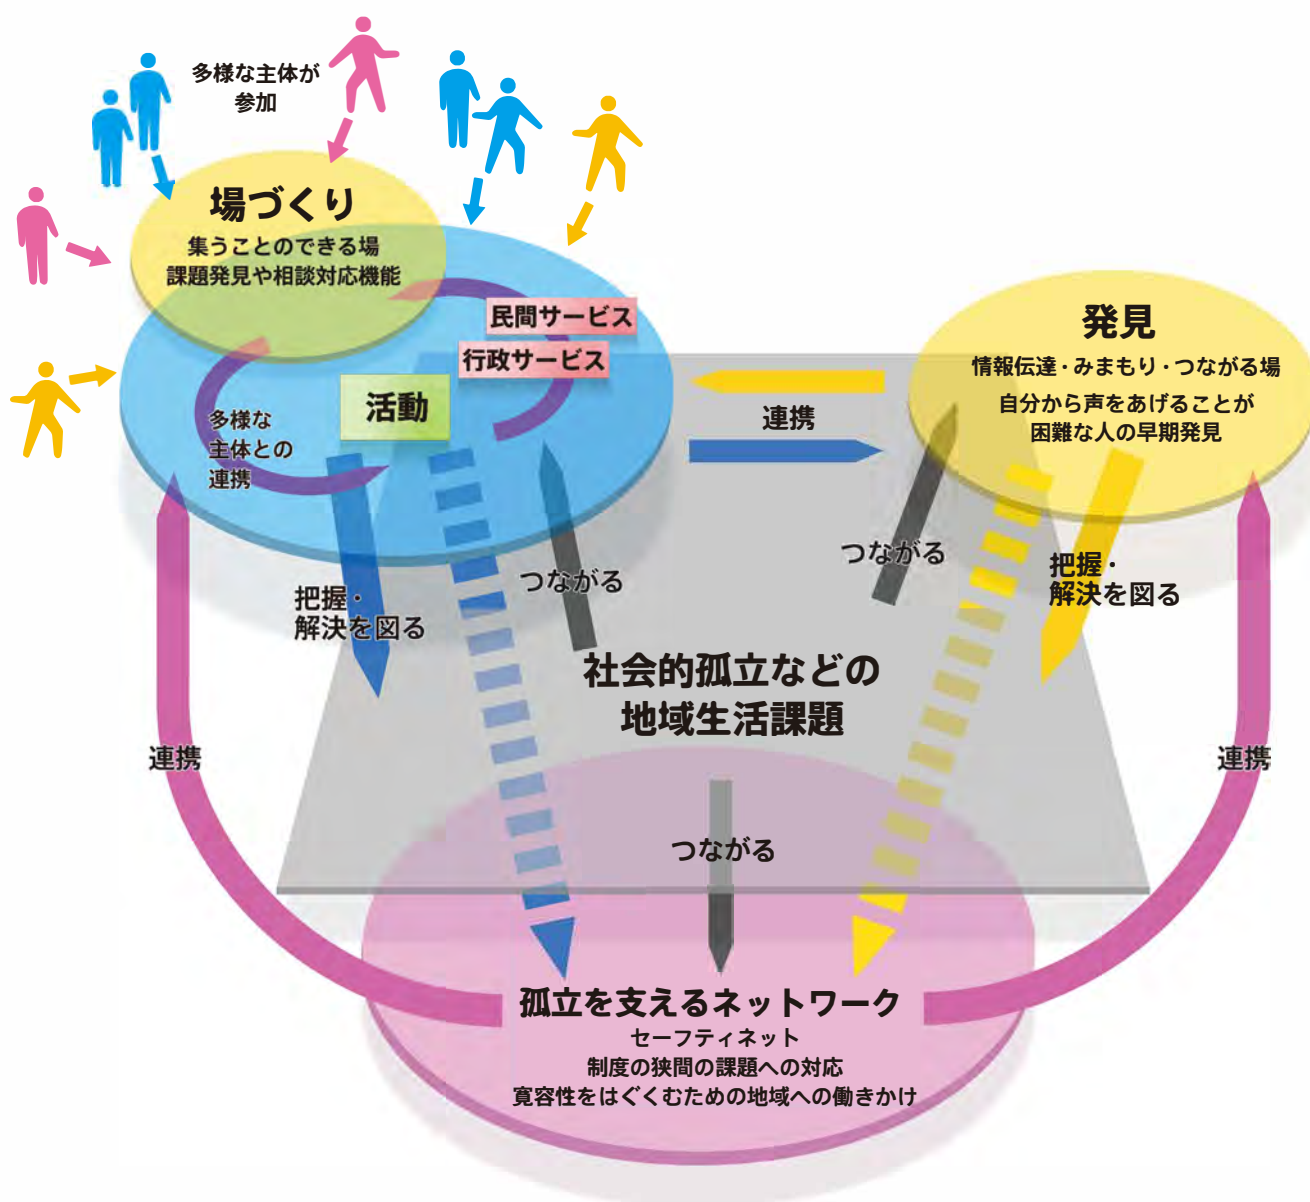 多様な主体が
参加
場づくり
集うことのできる場
課題発見や相談対応機能
民間サービス
行政サービス
活動
多様な
主体との
連携
発見
情報伝達・みまもり・つながる場
自分から声をあげることが
困難な人の早期発見
連携
つながる
つながる
把握・
解決を図る
把握・
解決を図る
社会的孤立などの
地域生活課題
連携
連携
つながる
孤立を支えるネットワーク
セーフティネット
制度の狭間の課題への対応
寛容性をはぐくむための地域への働きかけ